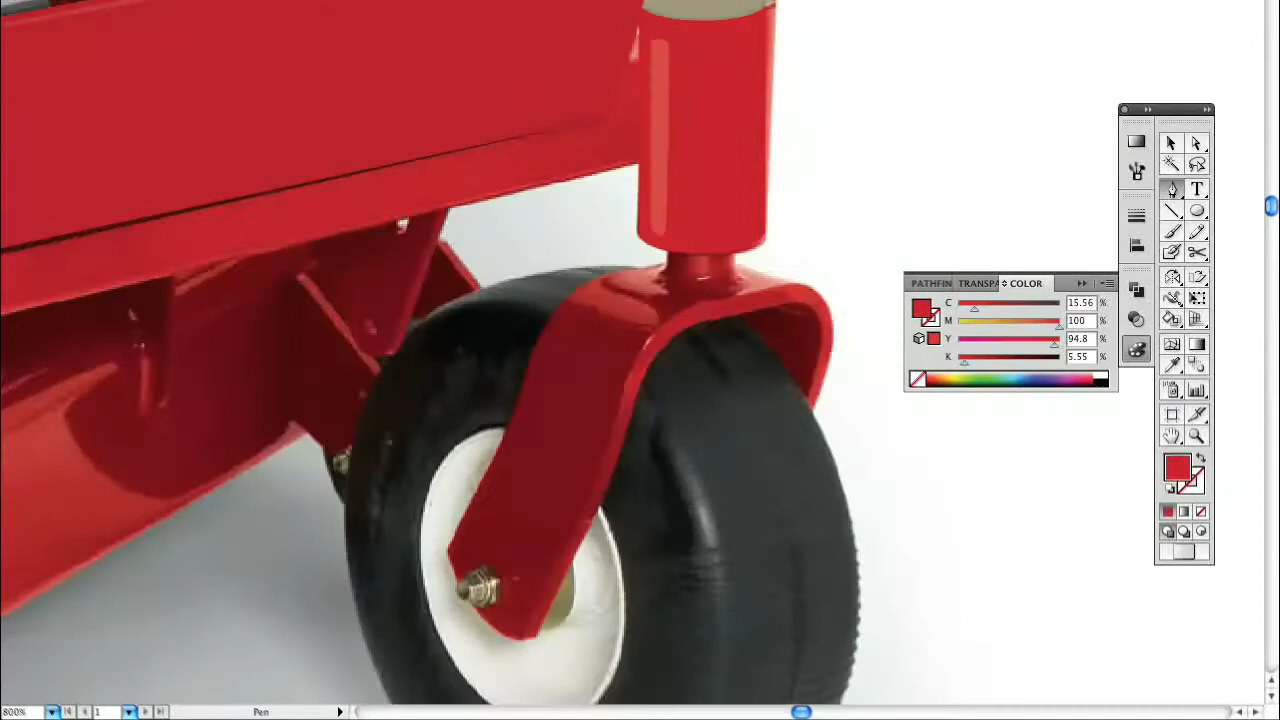 PATHFIN TRANSPA COLOR
C 15.56 %
M 100 %
Y 94.8 %
K 5.55 %
T
800% 1 Pen